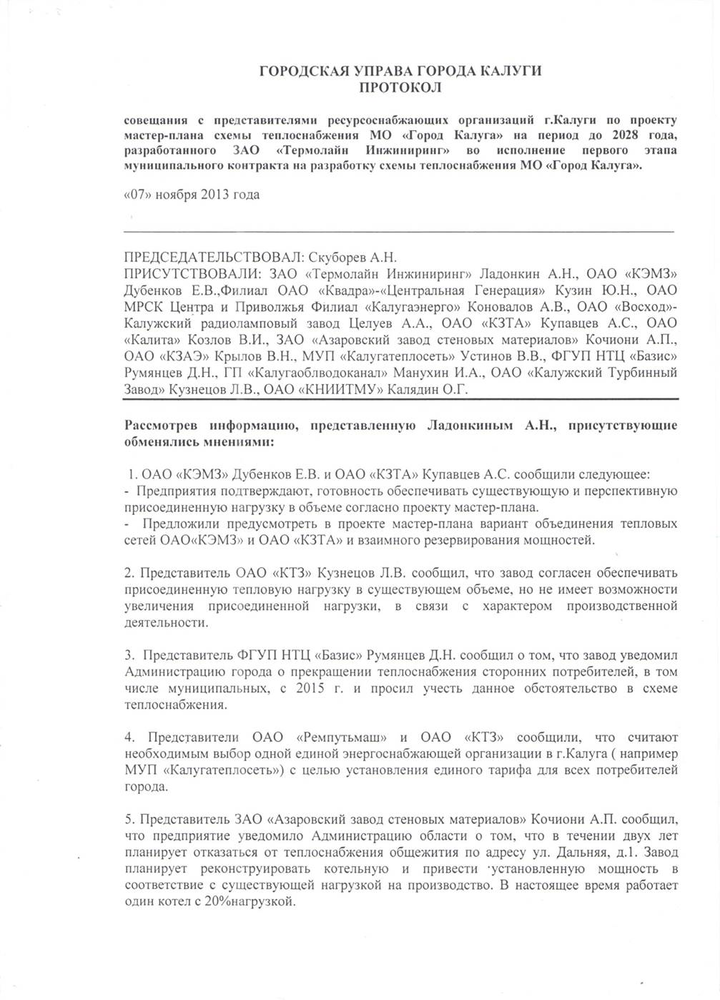 ГОРОДСКАЯ УПРАВА ГОРОДА КАЛУГИ
ПРОТОКОЛ
совещания с представителями ресурсоснабжающих организаций г.Калуги по проекту
мастер-плана схемы теплоснабжения МО «Город Калуга» на период до 2028 года,
разработанного ЗАО «Термолайн Инжиниринг» во исполнение первого этапа
муниципального контракта на разработку схемы теплоснабжения МО «Город Калуга».
«07» ноября 2013 года
ПРЕДСЕДАТЕЛЬСТВОВАЛ: Скуборев А.Н.
ПРИСУТСТВОВАЛИ: ЗАО «Термолайн Инжиниринг» Ладонкин А.Н., ОАО «КЭМЗ»
Дубенков Е.В.,Филиал ОАО «Квадра»-«Центральная Генерация» Кузин Ю.Н., ОАО
МРСК Центра и Приволжья Филиал «Калугаэнерго» Коновалов А.В., ОАО «Восход»-
Калужский радиоламповый завод Целуев А.А., ОАО «КЗТА» Купавцев А.С., ОАО
«Калита» Козлов В.И., ЗАО «Азаровский завод стеновых материалов» Кочиони А.П.,
ОАО «КЗАЭ» Крылов В.Н., МУП «Калугатеплосеть» Устинов В.В., ФГУП НТЦ «Базис»
Румянцев Д.Н., ГП «Калугаоблводоканал» Манухин И.А., ОАО «Калужский Турбинный
Завод» Кузнецов Л.В., ОАО «КНИИТМУ» Калядин О.Г.
Рассмотрев информацию, представленную Ладонкиным А.Н., присутствующие
обменялись мнениями:
1. ОАО «КЭМЗ» Дубенков Е.В. и ОАО «КЗТА» Купавцев А.С. сообщили следующее:
- Предприятия подтверждают, готовность обеспечивать существующую и перспективную
присоединенную нагрузку в объеме согласно проекту мастер-плана.
- Предложили предусмотреть в проекте мастер-плана вариант объединения тепловых
сетей ОАО«КЭМЗ» и ОАО «КЗТА» и взаимного резервирования мощностей.
2. Представитель ОАО «КТЗ» Кузнецов Л.В. сообщил, что завод согласен обеспечивать
присоединенную тепловую нагрузку в существующем объеме, но не имеет возможности
увеличения присоединенной нагрузки, в связи с характером производственной
деятельности.
3. Представитель ФГУП НТЦ «Базис» Румянцев Д.Н. сообщил о том, что завод уведомил
Администрацию города о прекращении теплоснабжения сторонних потребителей, в том
числе муниципальных, с 2015 г. и просил учесть данное обстоятельство в схеме
теплоснабжения.
4. Представители ОАО «Ремпутьмаш» и ОАО «КТЗ» сообщили, что считают
необходимым выбор одной единой энергоснабжающей организации в г.Калуга ( например
МУП «Калугатеплосеть») с целью установления единого тарифа для всех потребителей
города.
5. Представитель ЗАО «Азаровский завод стеновых материалов» Кочиони А.П. сообщил,
что предприятие уведомило Администрацию области о том, что в течении двух лет
планирует отказаться от теплоснабжения общежития по адресу ул. Дальняя, д.1. Завод
планирует реконструировать котельную и привести установленную мощность в
соответствие с существующей нагрузкой на производство. В настоящее время работает
один котел с 20%нагрузкой.